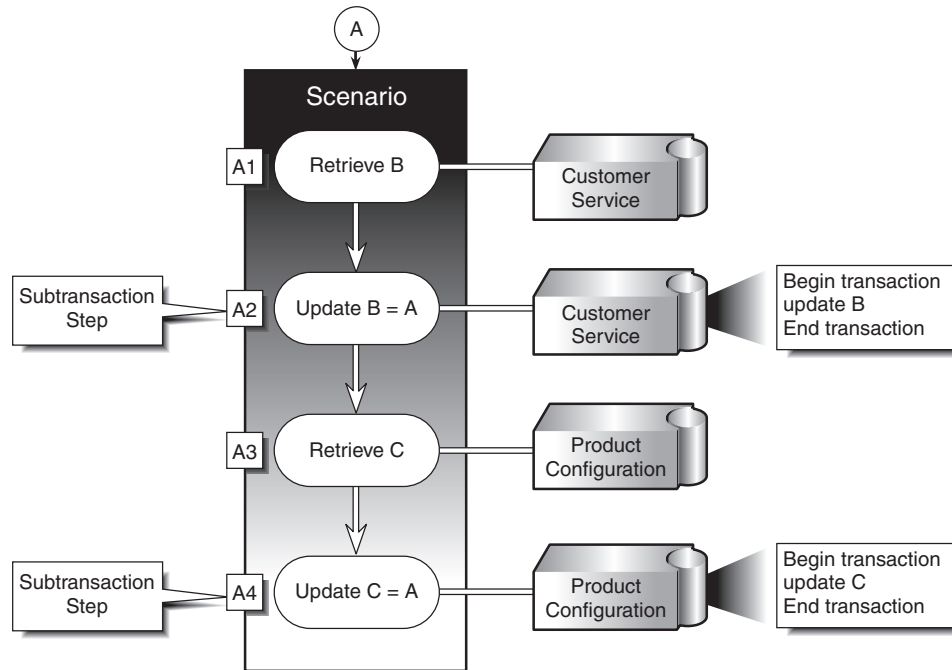 A
Scenario
A1
Retrieve B
Customer
Service
Subtransaction
Step
A2
Update B = A
Customer
Service
Begin transaction
update B
End transaction
A3
Retrieve C
Product
Configuration
Subtransaction
Step
A4
Update C = A
Product
Configuration
Begin transaction
update C
End transaction